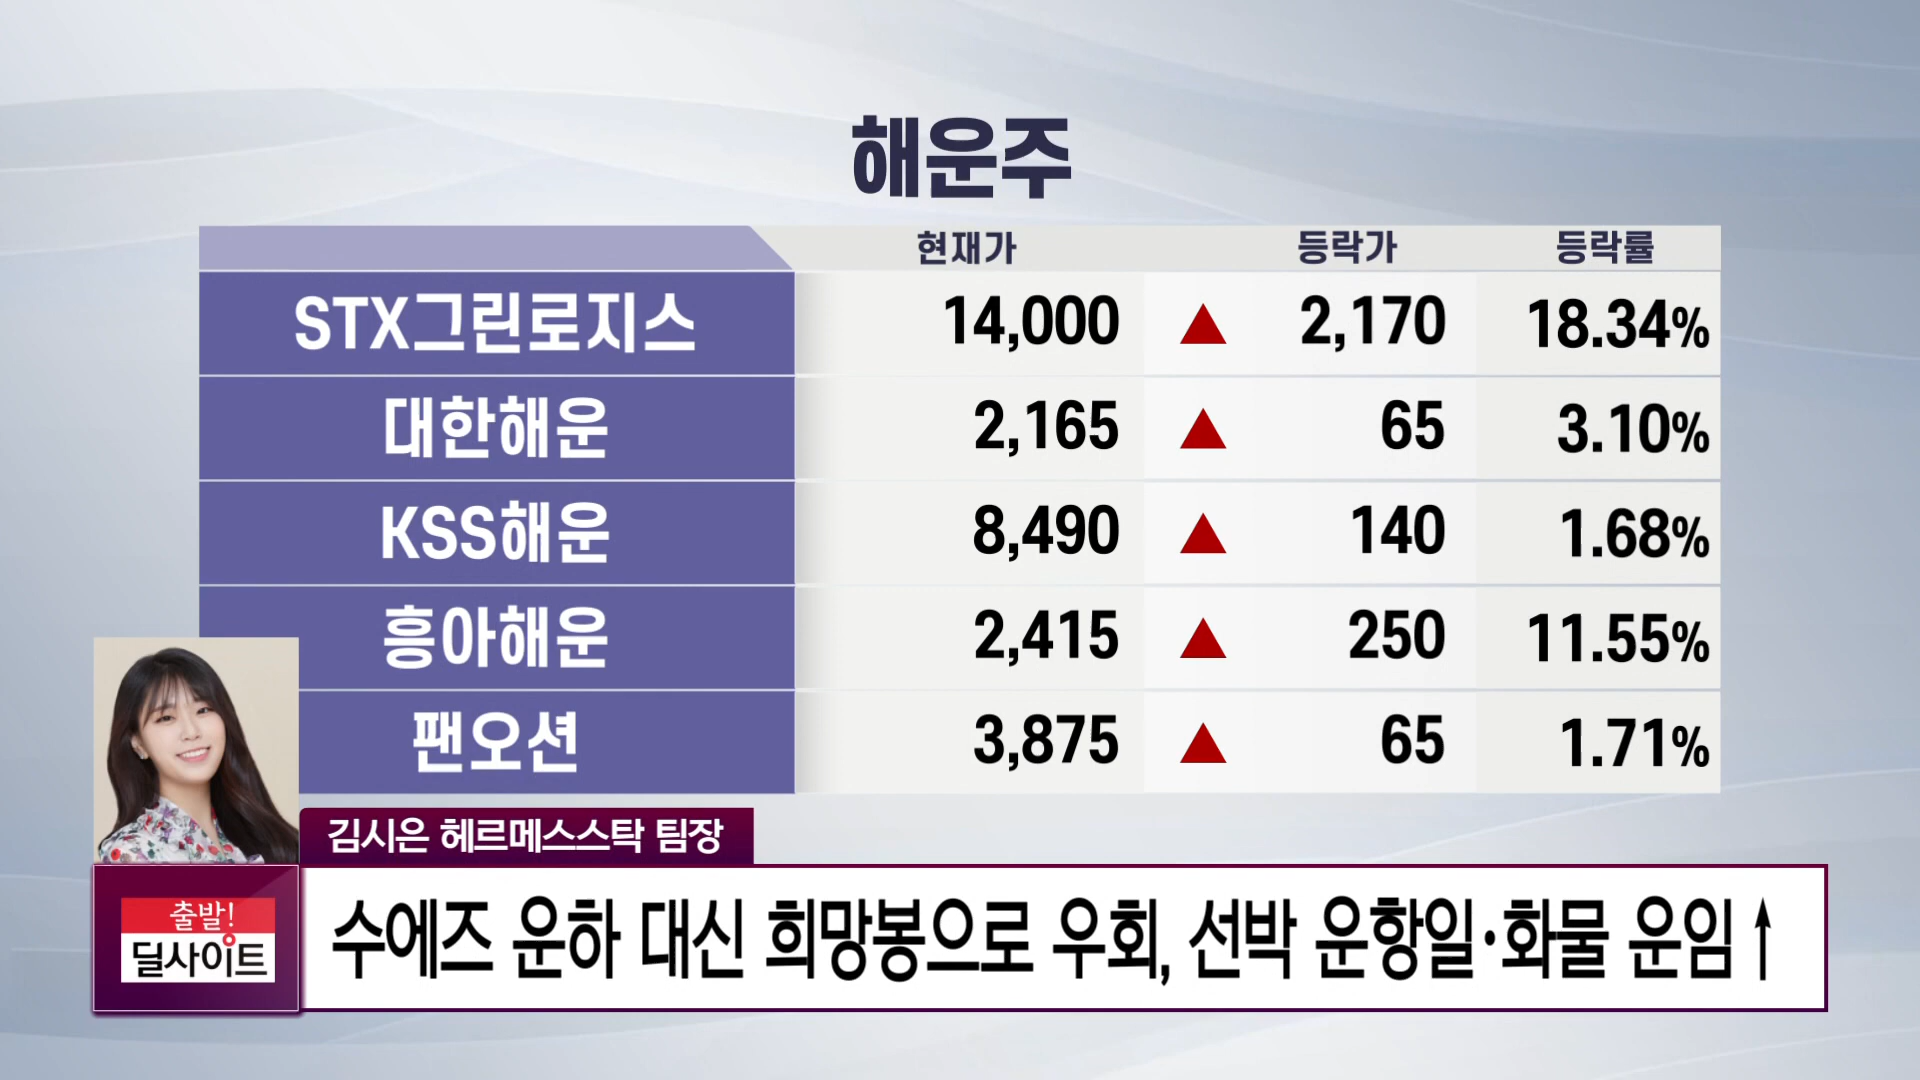 해운주
현재가 등락가 등락률
STX그린로지스 14,000 ▲ 2,170 18.34%
대한해운 2,165 ▲ 65 3.10%
KSS해운 8,490 ▲ 140 1.68%
흥아해운 2,415 ▲ 250 11.55%
팬오션 3,875 ▲ 65 1.71%
김시은 헤르메스스탁 팀장
출발!
딜사이트
수에즈 운하 대신 희망봉으로 우회, 선박 운항일·화물 운임↑